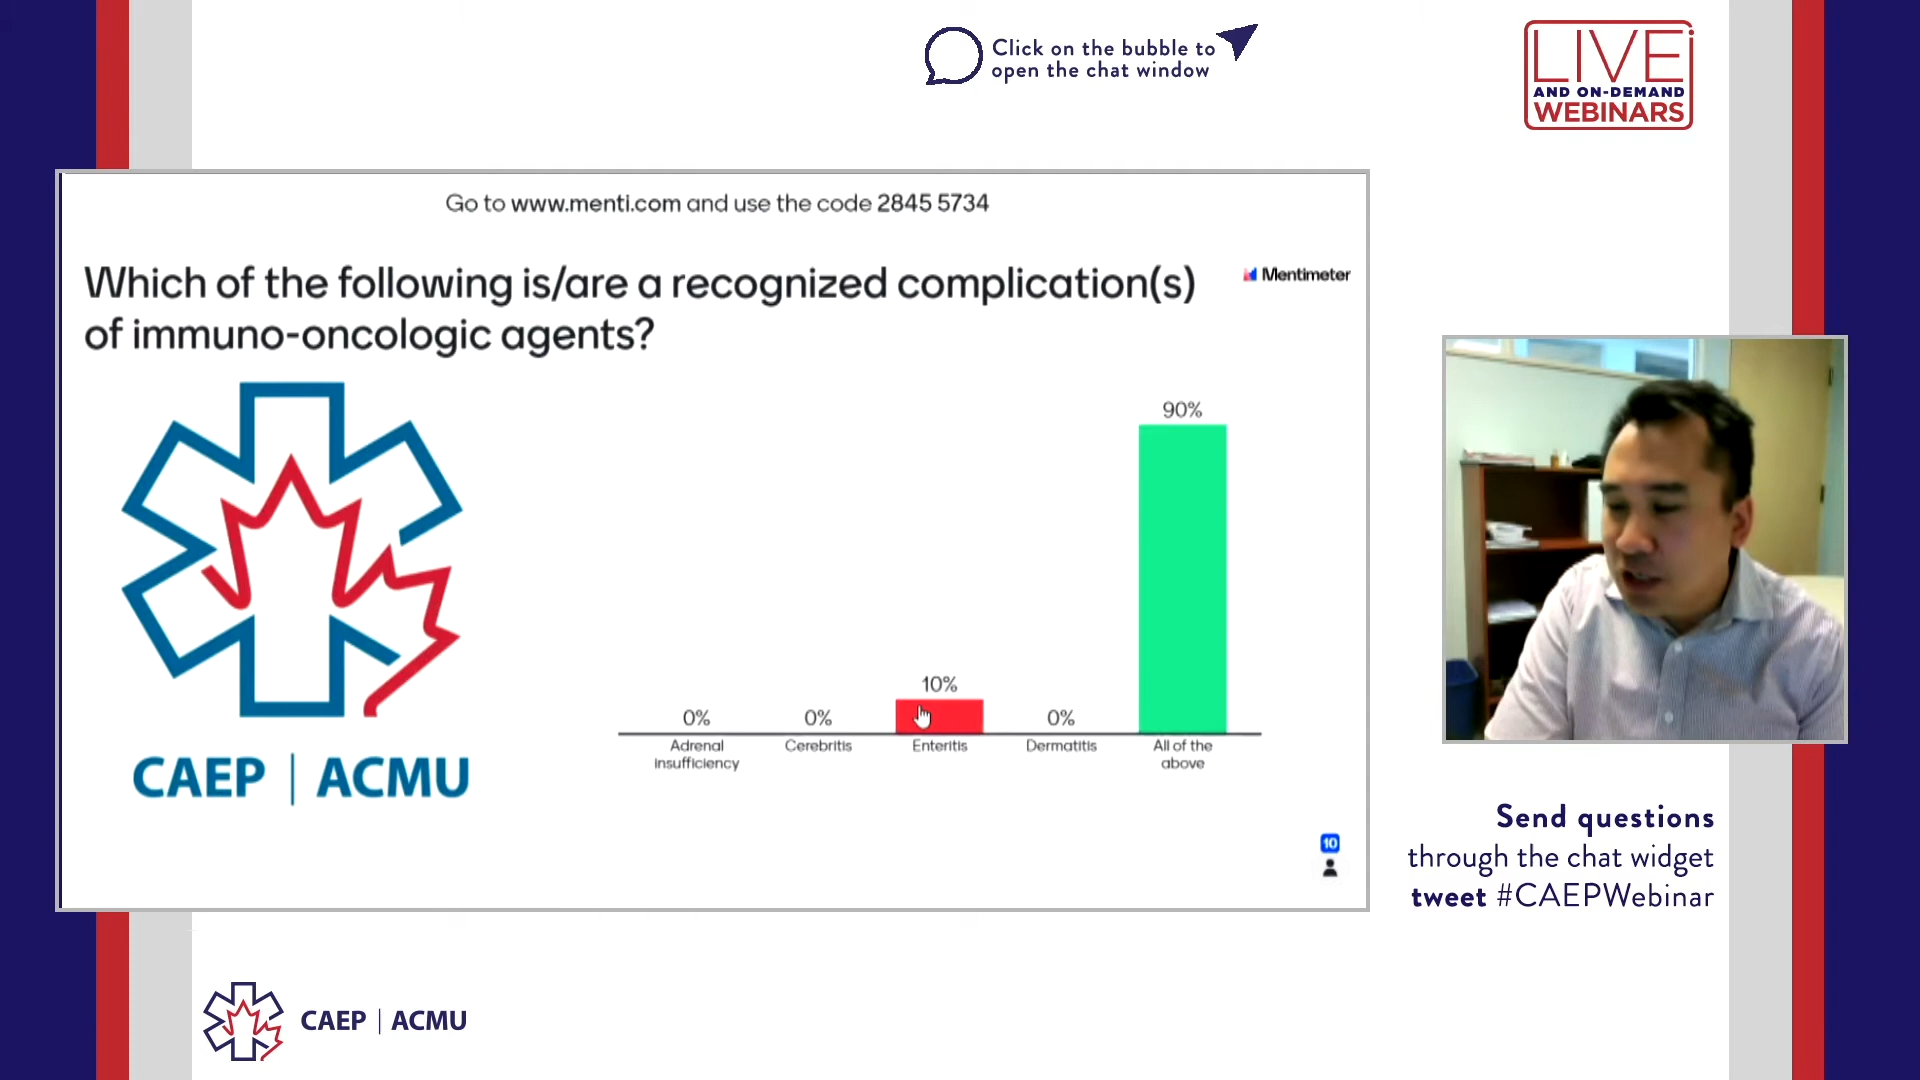 Click on the bubble to
open the chat window
LIVE
AND ON-DEMAND
WEBINARS
Go to www.menti.com and use the code 2845 5734
Which of the following is/are a recognized complication(s)
of immuno-oncologic agents?
Mentimeter
90%
10%
0%
0%
0%
Adrenal
insufficiency
Cerebritis
Enteritis
Dermatitis
All of the
above
CAEP | ACMU
10
Send questions
through the chat widget
tweet #CAEPWebinar
CAEP | ACMU